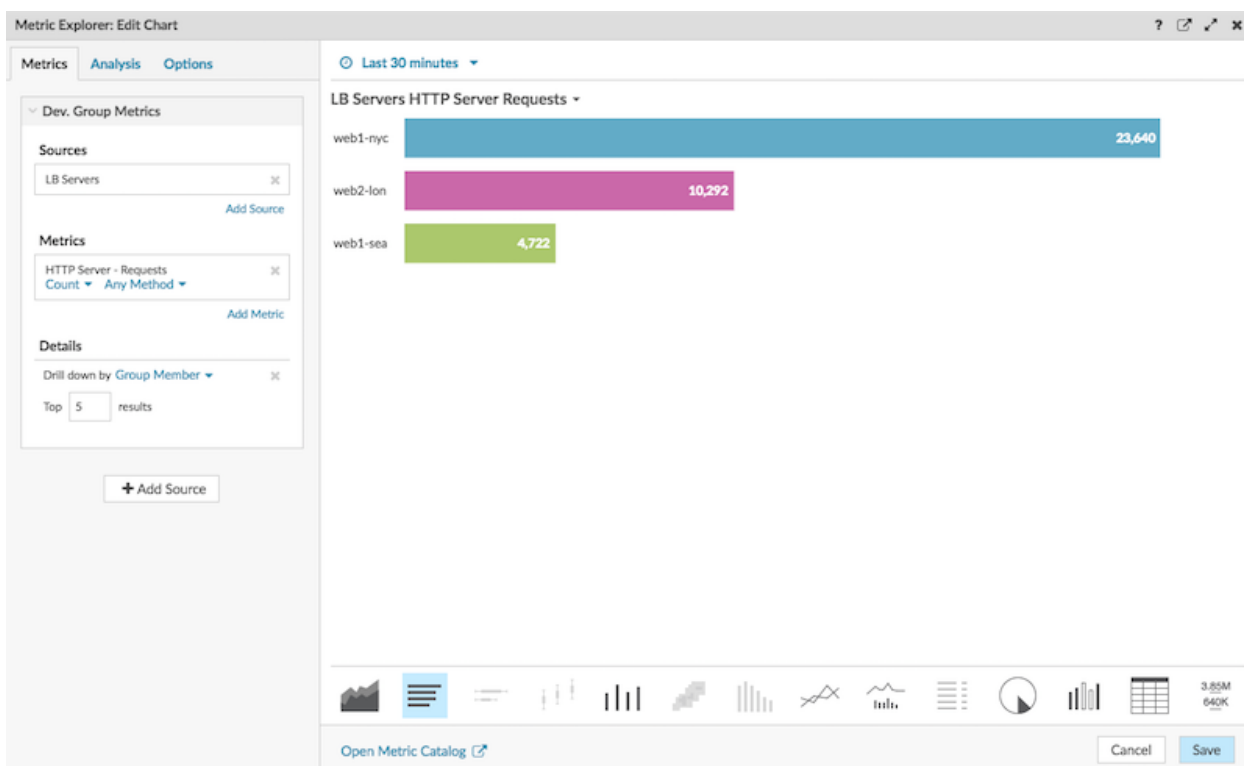 Metric Explorer: Edit Chart
?
Metrics Analysis Options
Last 30 minutes
Dev. Group Metrics
Sources
LB Servers
Add Source
Metrics
HTTP Server - Requests
Count Any Method
Add Metric
Details
Drill down by Group Member
Top 5 results
+ Add Source
LB Servers HTTP Server Requests
web1-nyc 23,640
web2-lon 10,292
web1-sea 4,722
3.85M
640K
Open Metric Catalog
Cancel Save